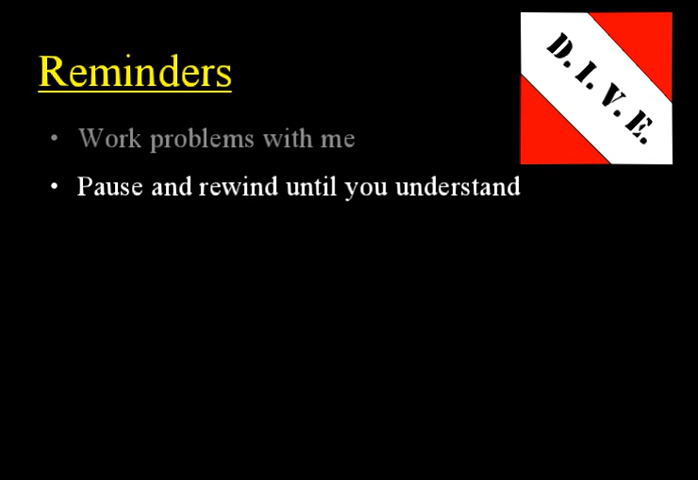 Reminders
D.I.V.E.
• Work problems with me
• Pause and rewind until you understand